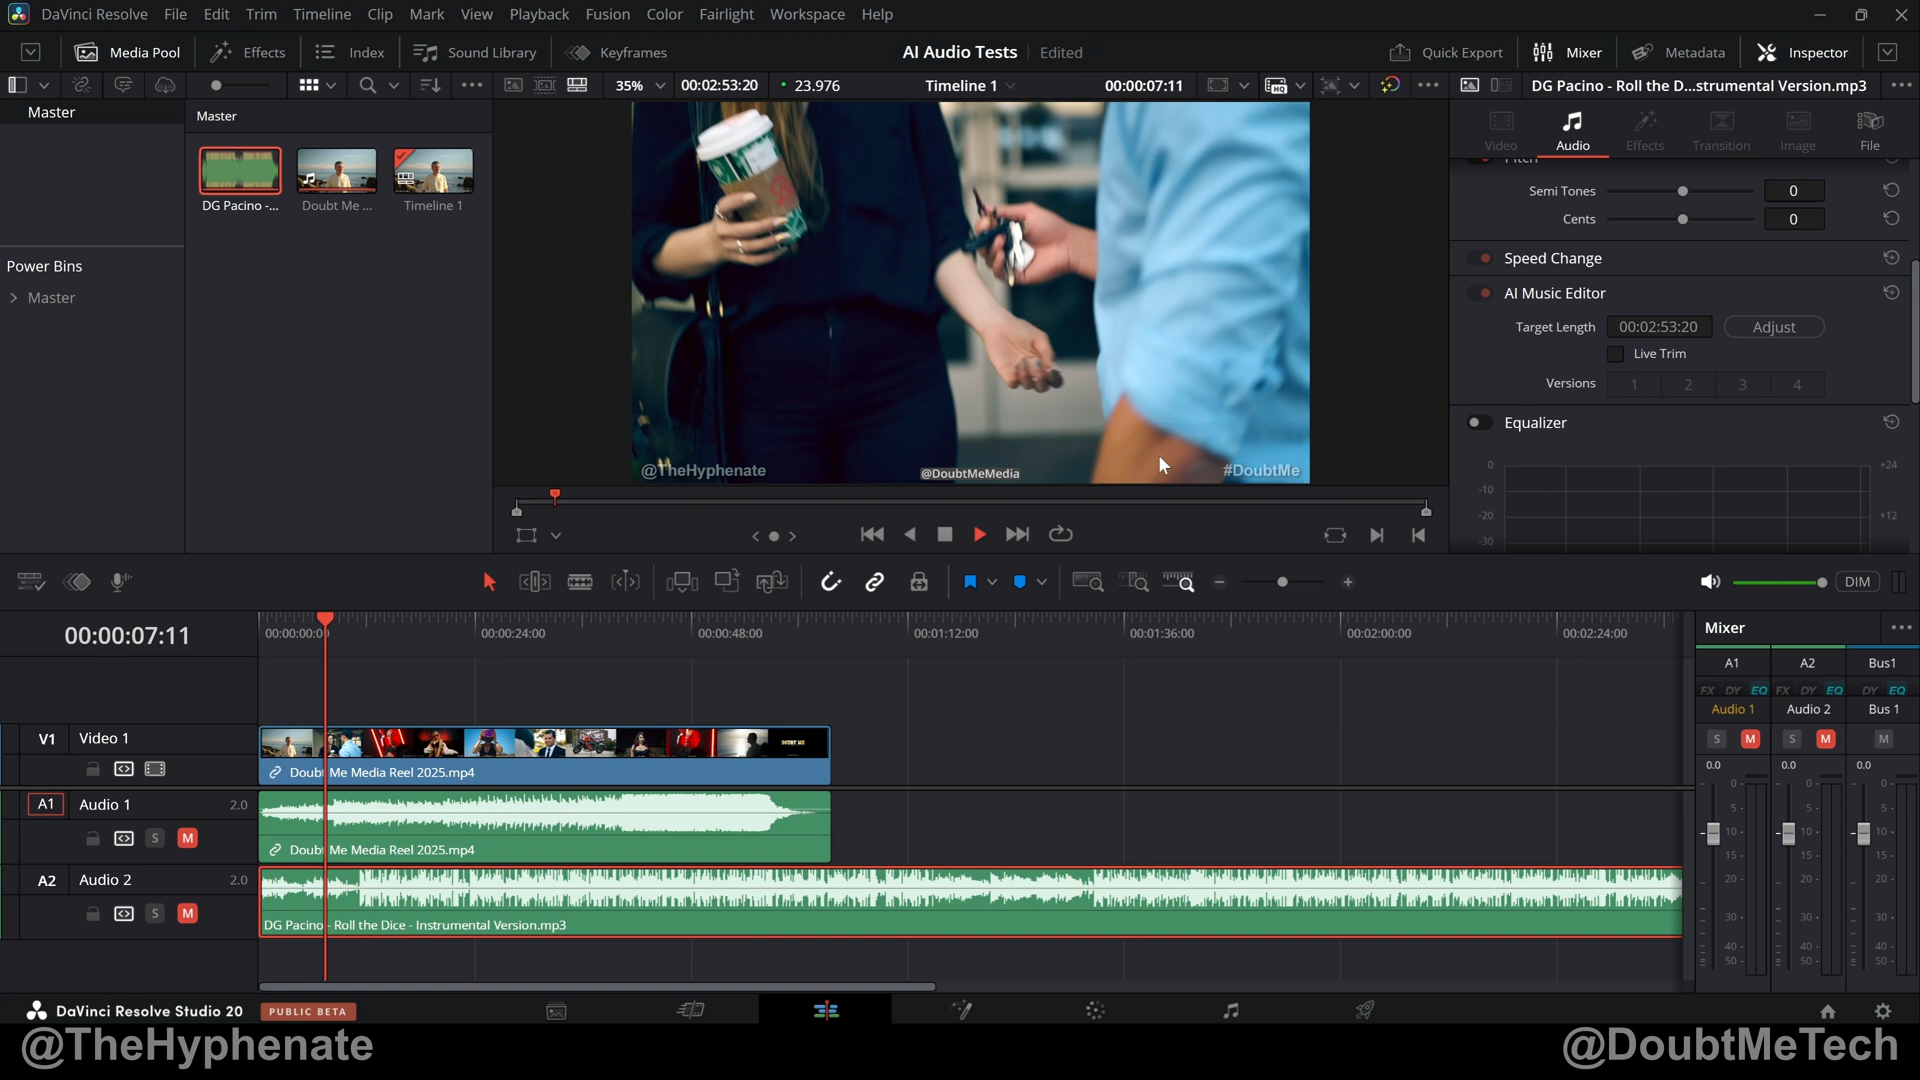 DaVinci Resolve File Edit Trim Timeline Clip Mark View Playback Fusion Color Fairlight Workspace Help
Media Pool Effects Index Sound Library Keyframes AI Audio Tests Edited Quick Export Mixer Metadata Inspector
35% 00:02:53:20 23.976 Timeline 1 00:00:07:11 DG Pacino - Roll the D...strumental Version.mp3
Master
Master
Video Audio Effects Transition Image File
Pitch
DG Pacino -... Doubt Me ... Timeline 1
Semi Tones 0
Cents 0
Speed Change
Power Bins
Master
AI Music Editor
Target Length 00:02:53:20 Adjust
Live Trim
Versions 1 2 3 4
Equalizer
0 +24
-10
-20 +12
-30
@TheHyphenate @DoubtMeMedia #DoubtMe
DIM
00:00:07:11
00:00:00:00 00:00:24:00 00:00:48:00 00:01:12:00 00:01:36:00 00:02:00:00 00:02:24:00
Mixer
A1 A2 Bus1
FX DY EQ FX DY EQ DY EQ
Audio 1 Audio 2 Bus 1
S M S M M
0.0 0.0 0.0
0 0 0
5 5 5
10 10 10
15 15 15
20 20 20
30 30 30
40 40 40
50 50 50
V1 Video 1
DOUBT ME
Doubt Me Media Reel 2025.mp4
A1 Audio 1 2.0
S M
Doubt Me Media Reel 2025.mp4
A2 Audio 2 2.0
S M
DG Pacino - Roll the Dice - Instrumental Version.mp3
DaVinci Resolve Studio 20 PUBLIC BETA
@TheHyphenate @DoubtMeTech